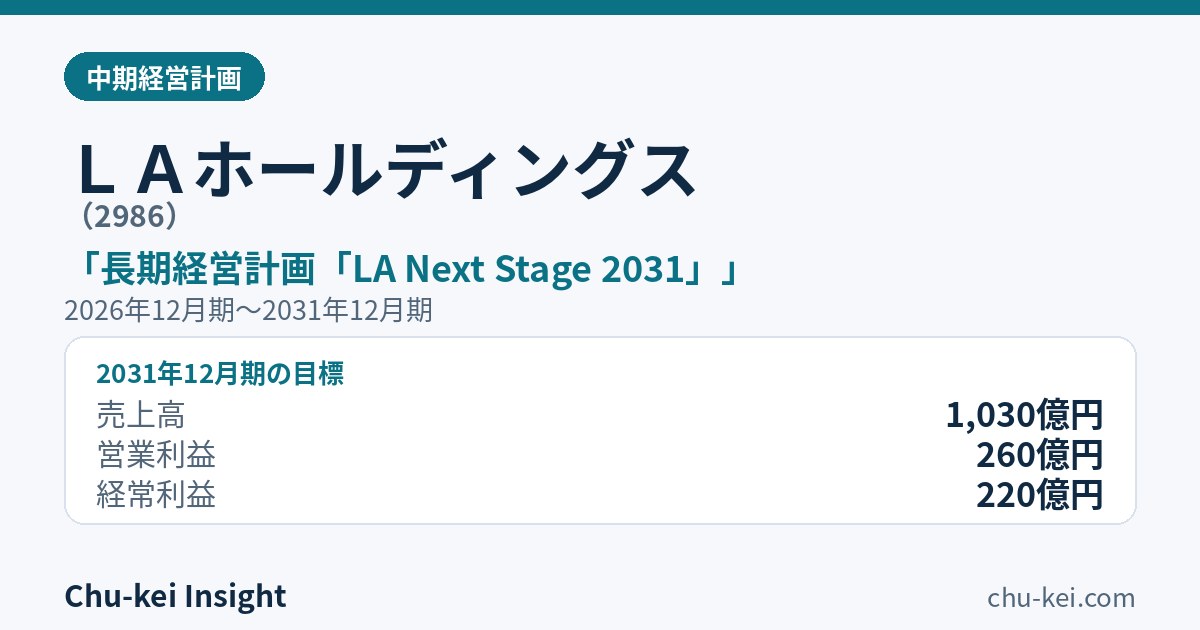 中期経営計画
ＬＡホールディングス
（2986）
「長期経営計画「LA Next Stage 2031」」
2026年12月期～2031年12月期
2031年12月期の目標
売上高 1,030億円
営業利益 260億円
経常利益 220億円
Chu-kei Insight chu-kei.com